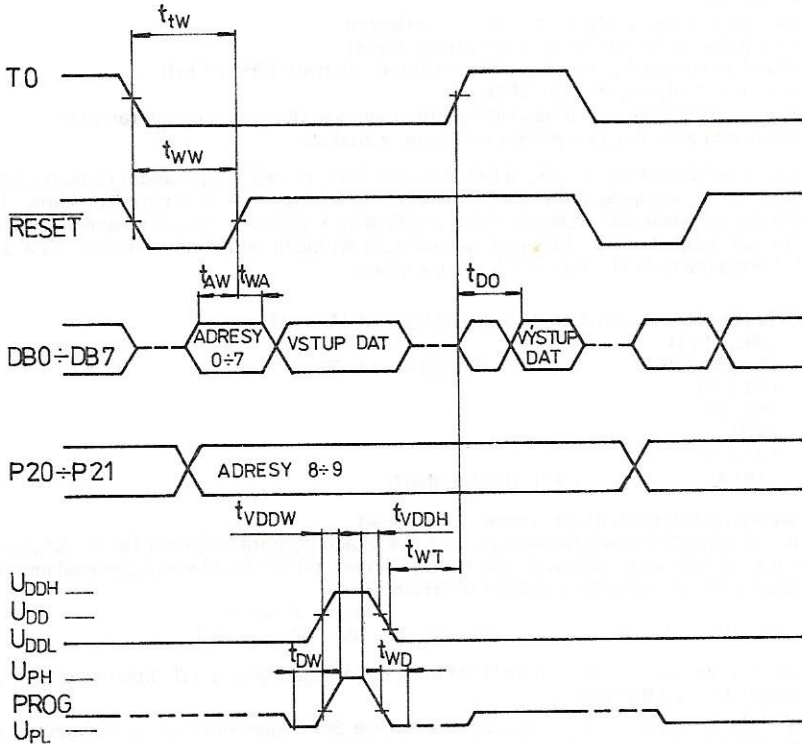 t_tW
T0
t_WW
RESET
t_AW t_WA t_DO
DB0÷DB7
ADRESY 0÷7
VSTUP DAT
VÝSTUP DAT
P20÷P21
ADRESY 8÷9
t_VDDW t_VDDH
t_WT
U_DDH
U_DD
U_DDL
t_DW t_WD
U_PH
PROG
U_PL